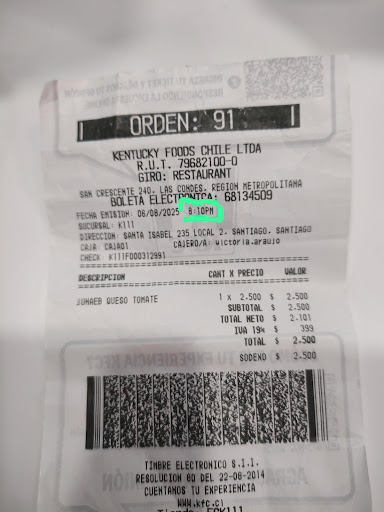 ORDEN: 91
KENTUCKY FOODS CHILE LTDA
R.U.T. 79682100-0
GIRO: RESTAURANT
SAN CRESCENTE 240, LAS CONDES, REGION METROPOLITANA
BOLETA ELECTRONICA: 68134509
FECHA EMISION: 06/08/2025 8:10PM
SUCURSAL: K111
DIRECCION: SANTA ISABEL 235 LOCAL 2, SANTIAGO, SANTIAGO
CAJA: CAJA01 CAJERO/A: victoria.araujo
CHECK: K111F000312991
DESCRIPCION CANT X PRECIO VALOR
JUNAEB QUESO TOMATE 1 x 2.500 $ 2.500
SUBTOTAL $ 2.500
TOTAL NETO $ 2.101
IVA 19% $ 399
TOTAL $ 2.500
SODEXO $ 2.500
TIMBRE ELECTRONICO S.I.I.
RESOLUCION 80 DEL 22-08-2014
CUENTANOS TU EXPERIENCIA
WWW.kfc.cl